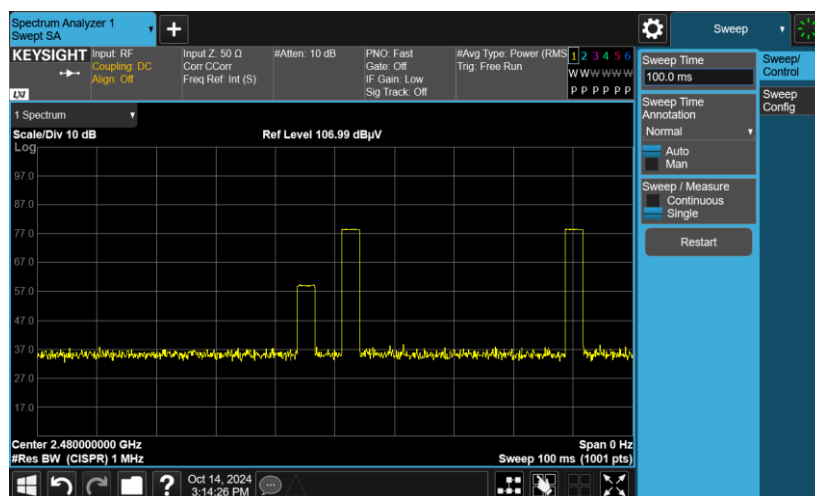 Spectrum Analyzer 1
Swept SA
+
Sweep
KEYSIGHT
LXI
Input: RF
Coupling: DC
Align: Off
Input Z: 50 Ω
Corr CCorr
Freq Ref: Int (S)
#Atten: 10 dB
PNO: Fast
Gate: Off
IF Gain: Low
Sig Track: Off
#Avg Type: Power (RMS
Trig: Free Run
1 2 3 4 5 6
W W W W W W
P P P P P P
Sweep Time
100.0 ms
Sweep Time
Annotation
Normal
Auto
Man
Sweep / Measure
Continuous
Single
Restart
Sweep/
Control
Sweep
Config
1 Spectrum
Scale/Div 10 dB
Ref Level 106.99 dBµV
Log
97.0
87.0
77.0
67.0
57.0
47.0
37.0
27.0
17.0
Center 2.480000000 GHz
Span 0 Hz
#Res BW (CISPR) 1 MHz
Sweep 100 ms (1001 pts)
?
Oct 14, 2024
3:14:26 PM